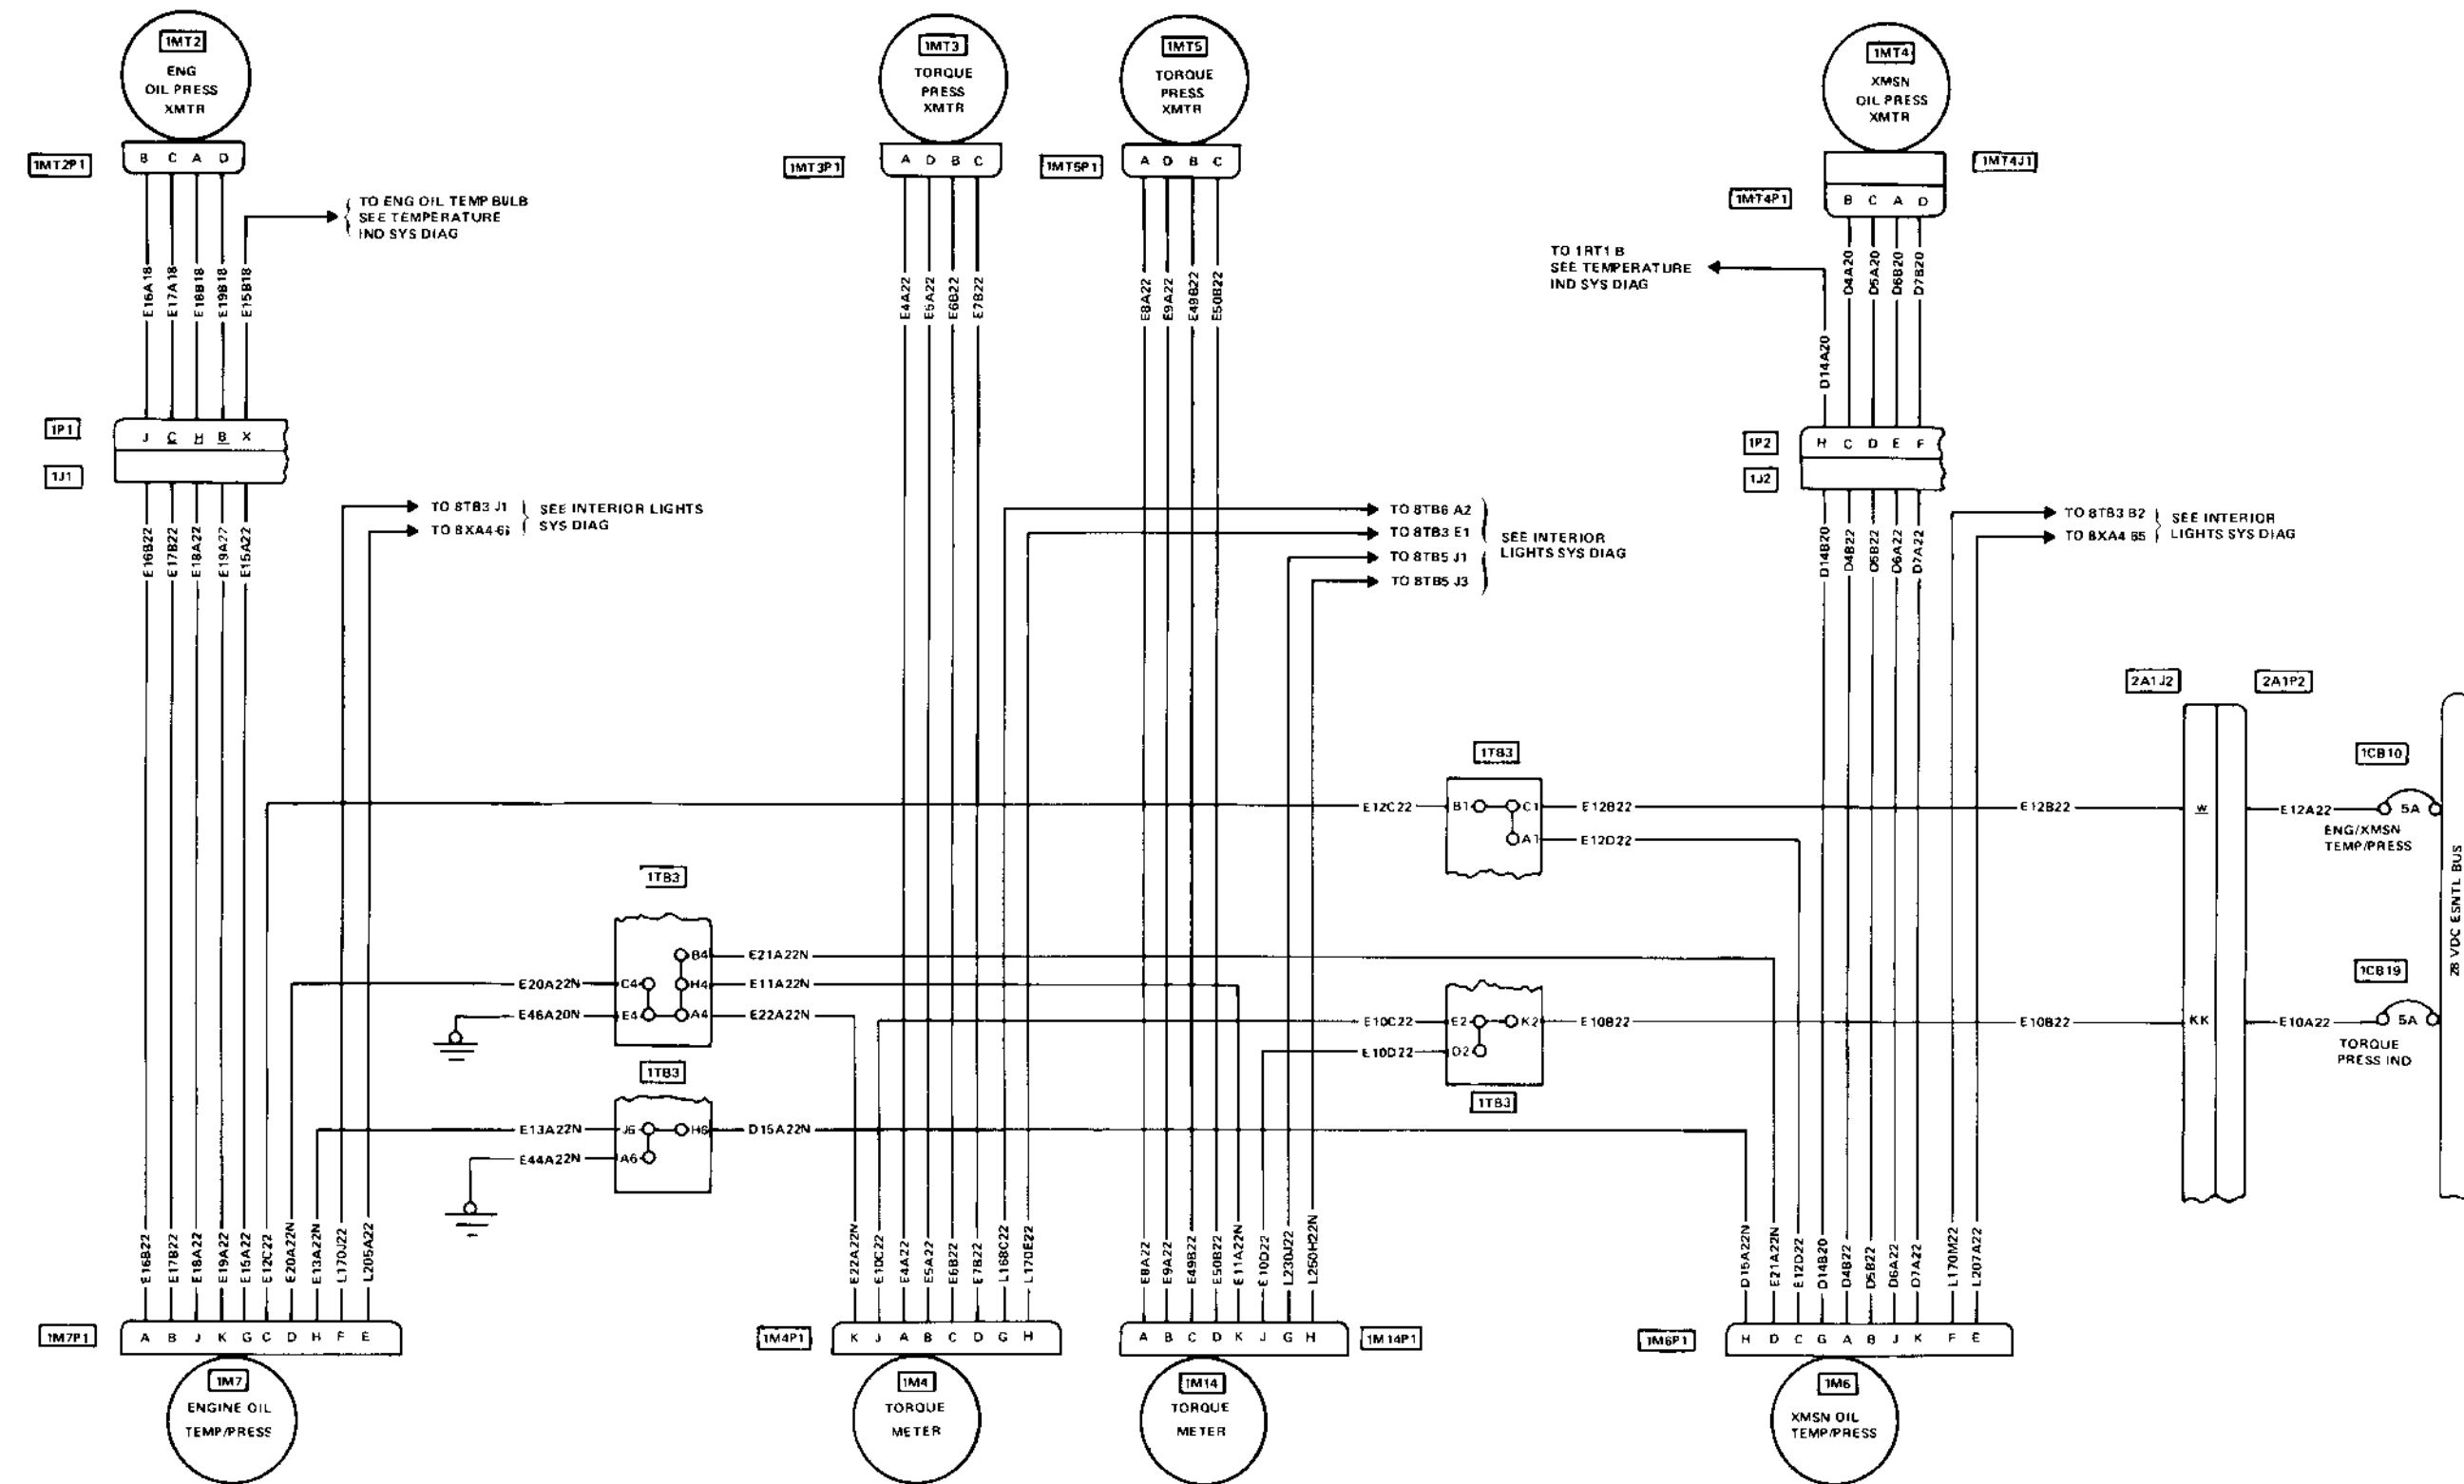 1MT2
ENG
OIL PRESS
XMTR
1MT3
TORQUE
PRESS
XMTR
1MT5
TORQUE
PRESS
XMTR
1MT4
XMSN
OIL PRESS
XMTR
1MT2P1
B C A D
1MT3P1
A D B C
1MT5P1
A D B C
1MT4J1
1MT4P1
B C A D
TO ENG OIL TEMP BULB
SEE TEMPERATURE
IND SYS DIAG
TO 1RT1 B
SEE TEMPERATURE
IND SYS DIAG
E16A18
E17A18
E18B18
E19B18
E15B18
E4A22
E5A22
E6B22
E7B22
E8A22
E9A22
E49B22
E50B22
D14A20
D4A20
D5A20
D6B20
D7B20
1P1
J C H B X
1J1
1P2
H C D E F
1J2
E16B22
E17B22
E18A22
E19A22
E15A22
TO 8TB3 J1
TO 8XA4-6
SEE INTERIOR LIGHTS
SYS DIAG
TO 8TB6 A2
TO 8TB3 E1
TO 8TB5 J1
TO 8TB5 J3
SEE INTERIOR
LIGHTS SYS DIAG
D14B20
D4B22
D5B22
D6A22
D7A22
TO 8TB3 B2
TO 8XA4 65
SEE INTERIOR
LIGHTS SYS DIAG
2A1J2
2A1P2
1TB3
1CB10
E12C22
B1
C1
E12B22
E12B22
W
E12A22
5A
A1
E12D22
ENG/XMSN
TEMP/PRESS
28 VDC ESNTL BUS
1TB3
B4
E21A22N
E20A22N
C4
H4
E11A22N
E46A20N
E4
A4
E22A22N
1CB19
E10C22
E2
K2
E10B22
E10B22
KK
E10A22
5A
E10D22
D2
TORQUE
PRESS IND
1TB3
1TB3
E13A22N
J6
H6
D15A22N
E44A22N
A6
E16B22
E17B22
E18A22
E19A22
E15A22
E12C22
E20A22N
E13A22N
L170J22
L205A22
E22A22N
E10C22
E4A22
E5A22
E6B22
E7B22
L168C22
L170E22
E8A22
E9A22
E49B22
E50B22
E11A22N
E10D22
L230J22
L250H22N
D15A22N
E21A22N
E12D22
D14B20
D4B22
D5B22
D6A22
D7A22
L170M22
L207A22
1M7P1
A B J K G C D H F E
1M4P1
K J A B C D G H
A B C D K J G H
1M14P1
1M6P1
H D C G A B J K F E
1M7
ENGINE OIL
TEMP/PRESS
1M4
TORQUE
METER
1M14
TORQUE
METER
1M6
XMSN OIL
TEMP/PRESS